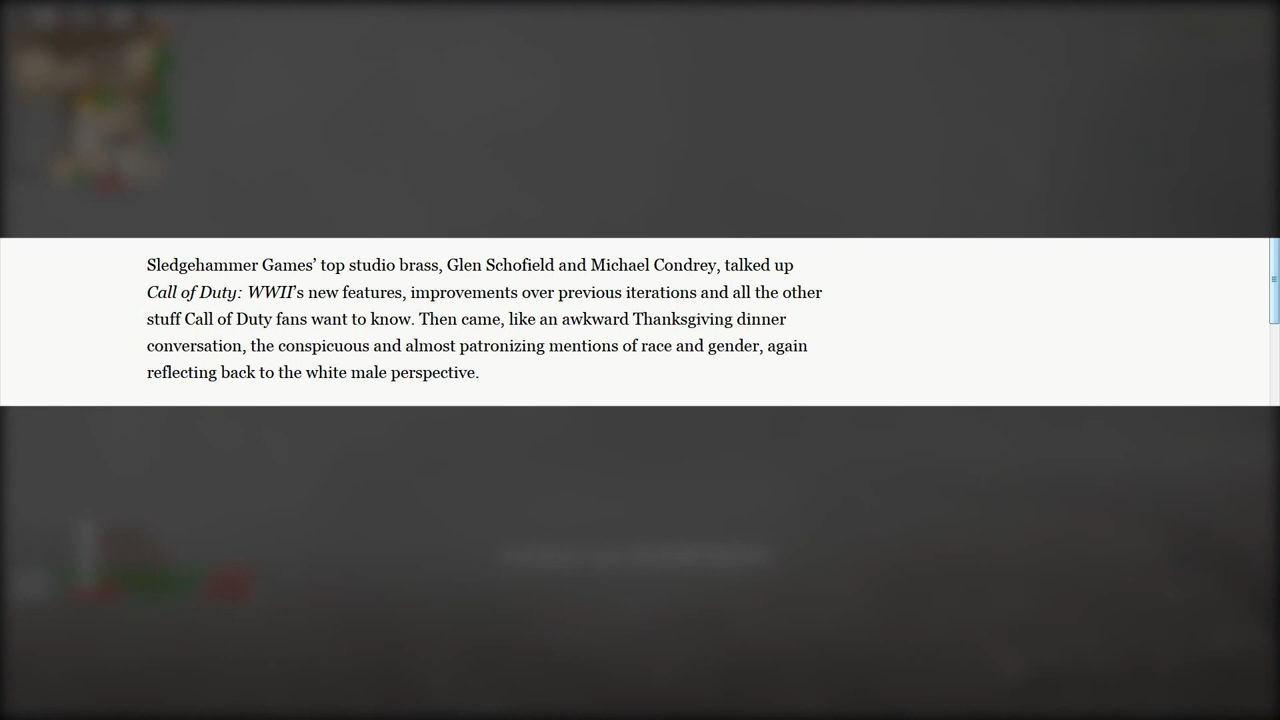 Sledgehammer Games’ top studio brass, Glen Schofield and Michael Condrey, talked up
Call of Duty: WWII’s new features, improvements over previous iterations and all the other
stuff Call of Duty fans want to know. Then came, like an awkward Thanksgiving dinner
conversation, the conspicuous and almost patronizing mentions of race and gender, again
reflecting back to the white male perspective.